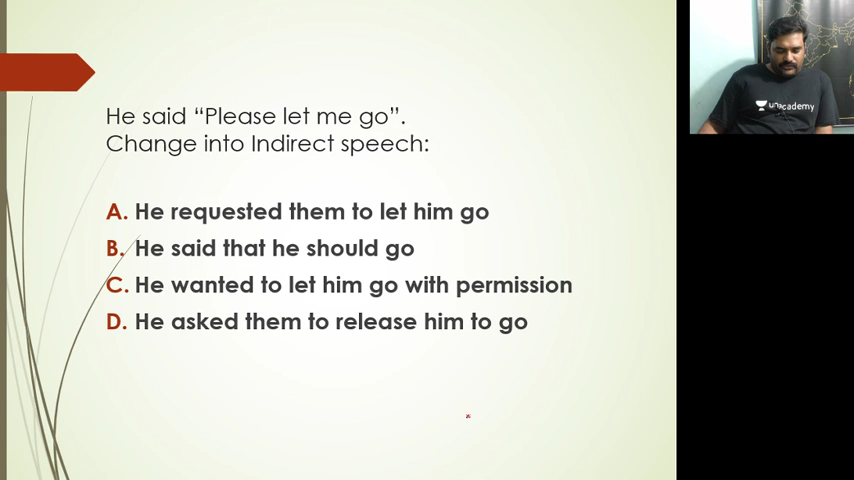 He said “Please let me go”.
Change into Indirect speech:
A. He requested them to let him go
B. He said that he should go
C. He wanted to let him go with permission
D. He asked them to release him to go
unacademy